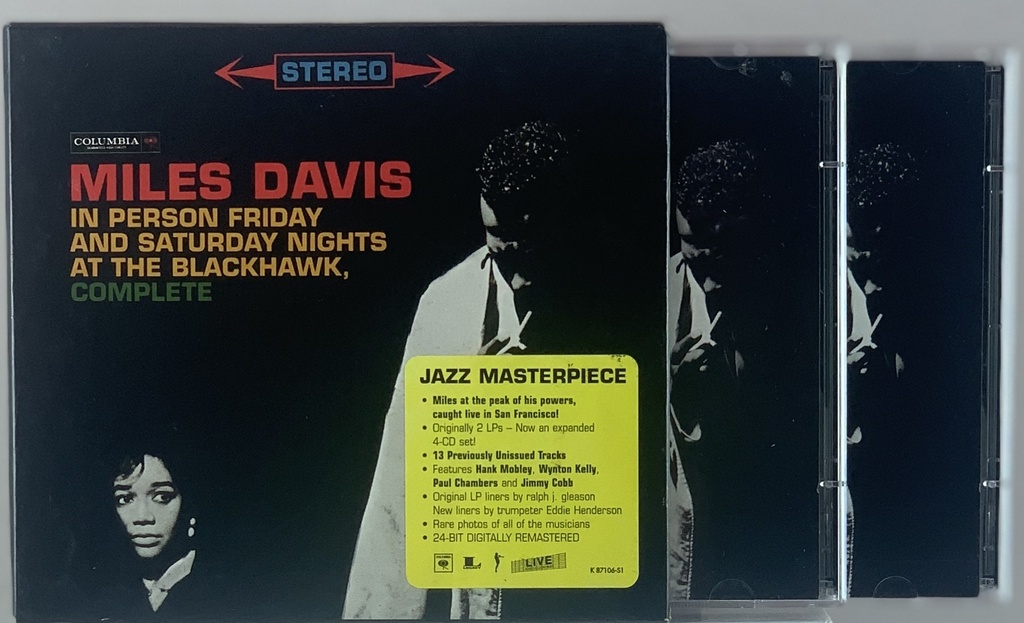 STEREO
COLUMBIA
MILES DAVIS
IN PERSON FRIDAY
AND SATURDAY NIGHTS
AT THE BLACKHAWK,
COMPLETE
JAZZ MASTERPIECE
• Miles at the peak of his powers,
caught live in San Francisco!
• Originally 2 LPs – Now an expanded
4-CD set!
• 13 Previously Unissued Tracks
• Features Hank Mobley, Wynton Kelly,
Paul Chambers and Jimmy Cobb
• Original LP liners by ralph j. gleason
New liners by trumpeter Eddie Henderson
• Rare photos of all of the musicians
• 24-BIT DIGITALLY REMASTERED
LIVE
K 87106-S1